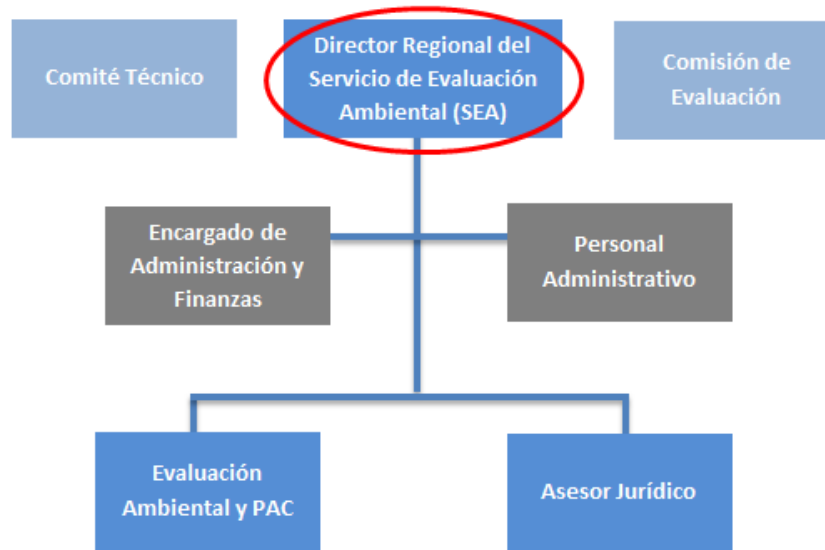 Comité Técnico
Director Regional del
Servicio de Evaluación
Ambiental (SEA)
Comisión de
Evaluación
Encargado de
Administración y
Finanzas
Personal
Administrativo
Evaluación
Ambiental y PAC
Asesor Jurídico